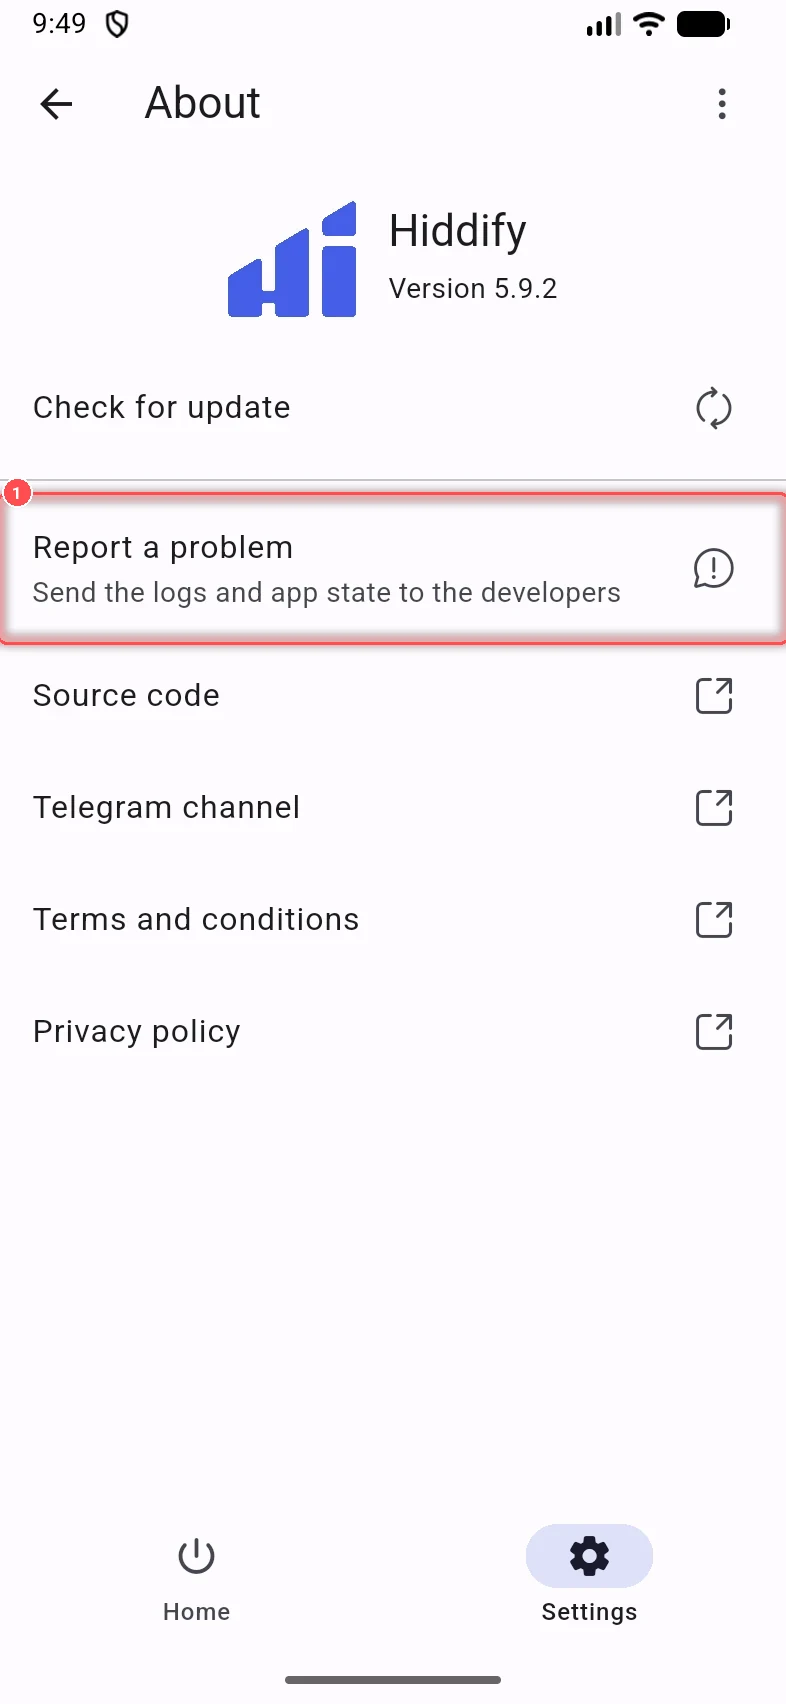 9:49
About
Hiddify
Version 5.9.2
Check for update
1
Report a problem
Send the logs and app state to the developers
Source code
Telegram channel
Terms and conditions
Privacy policy
Home
Settings